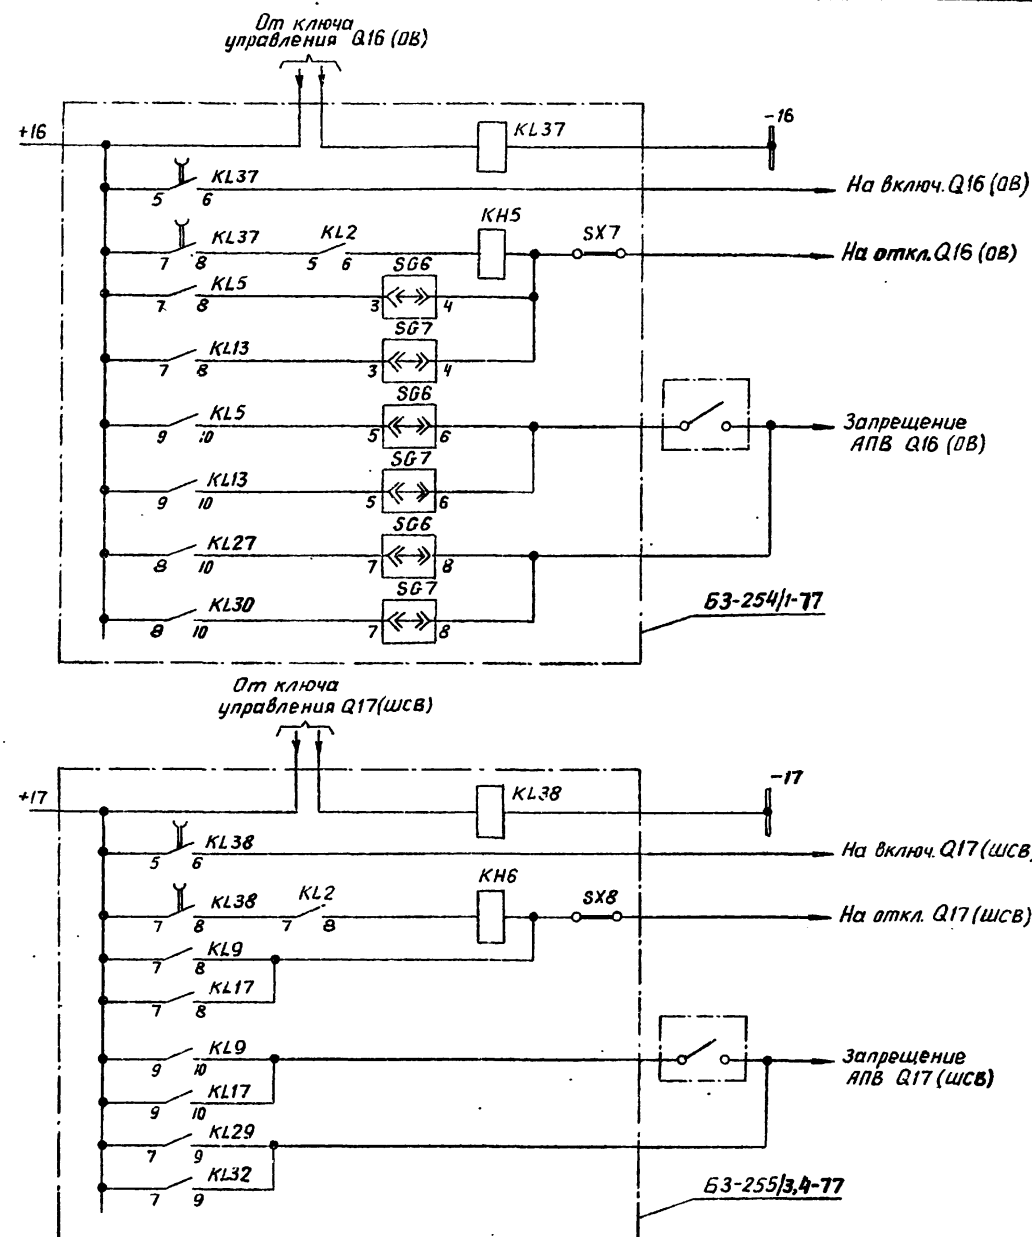 От ключа
управления Q16 (ОВ)
+16
KL37
-16
KL37
5 6
На включ. Q16 (ОВ)
KL37 KL2 KH5 SX7
7 8 5 6
На откл. Q16 (ОВ)
KL5 SG6
7 8 3 4
KL13 SG7
7 8 3 4
KL5 SG6
9 10 5 6
Запрещение
АПВ Q16 (ОВ)
KL13 SG7
9 10 5 6
KL27 SG6
8 10 7 8
KL30 SG7
8 10 7 8
БЗ-254/1-77
От ключа
управления Q17(ШСВ)
+17
KL38
-17
KL38
5 6
На включ. Q17 (ШСВ)
KL38 KL2 KH6 SX8
7 8 7 8
На откл. Q17 (ШСВ)
KL9
7 8
KL17
7 8
KL9
9 10
Запрещение
АПВ Q17 (ШСВ)
KL17
9 10
KL29
7 9
KL32
7 9
БЗ-255/3,4-77